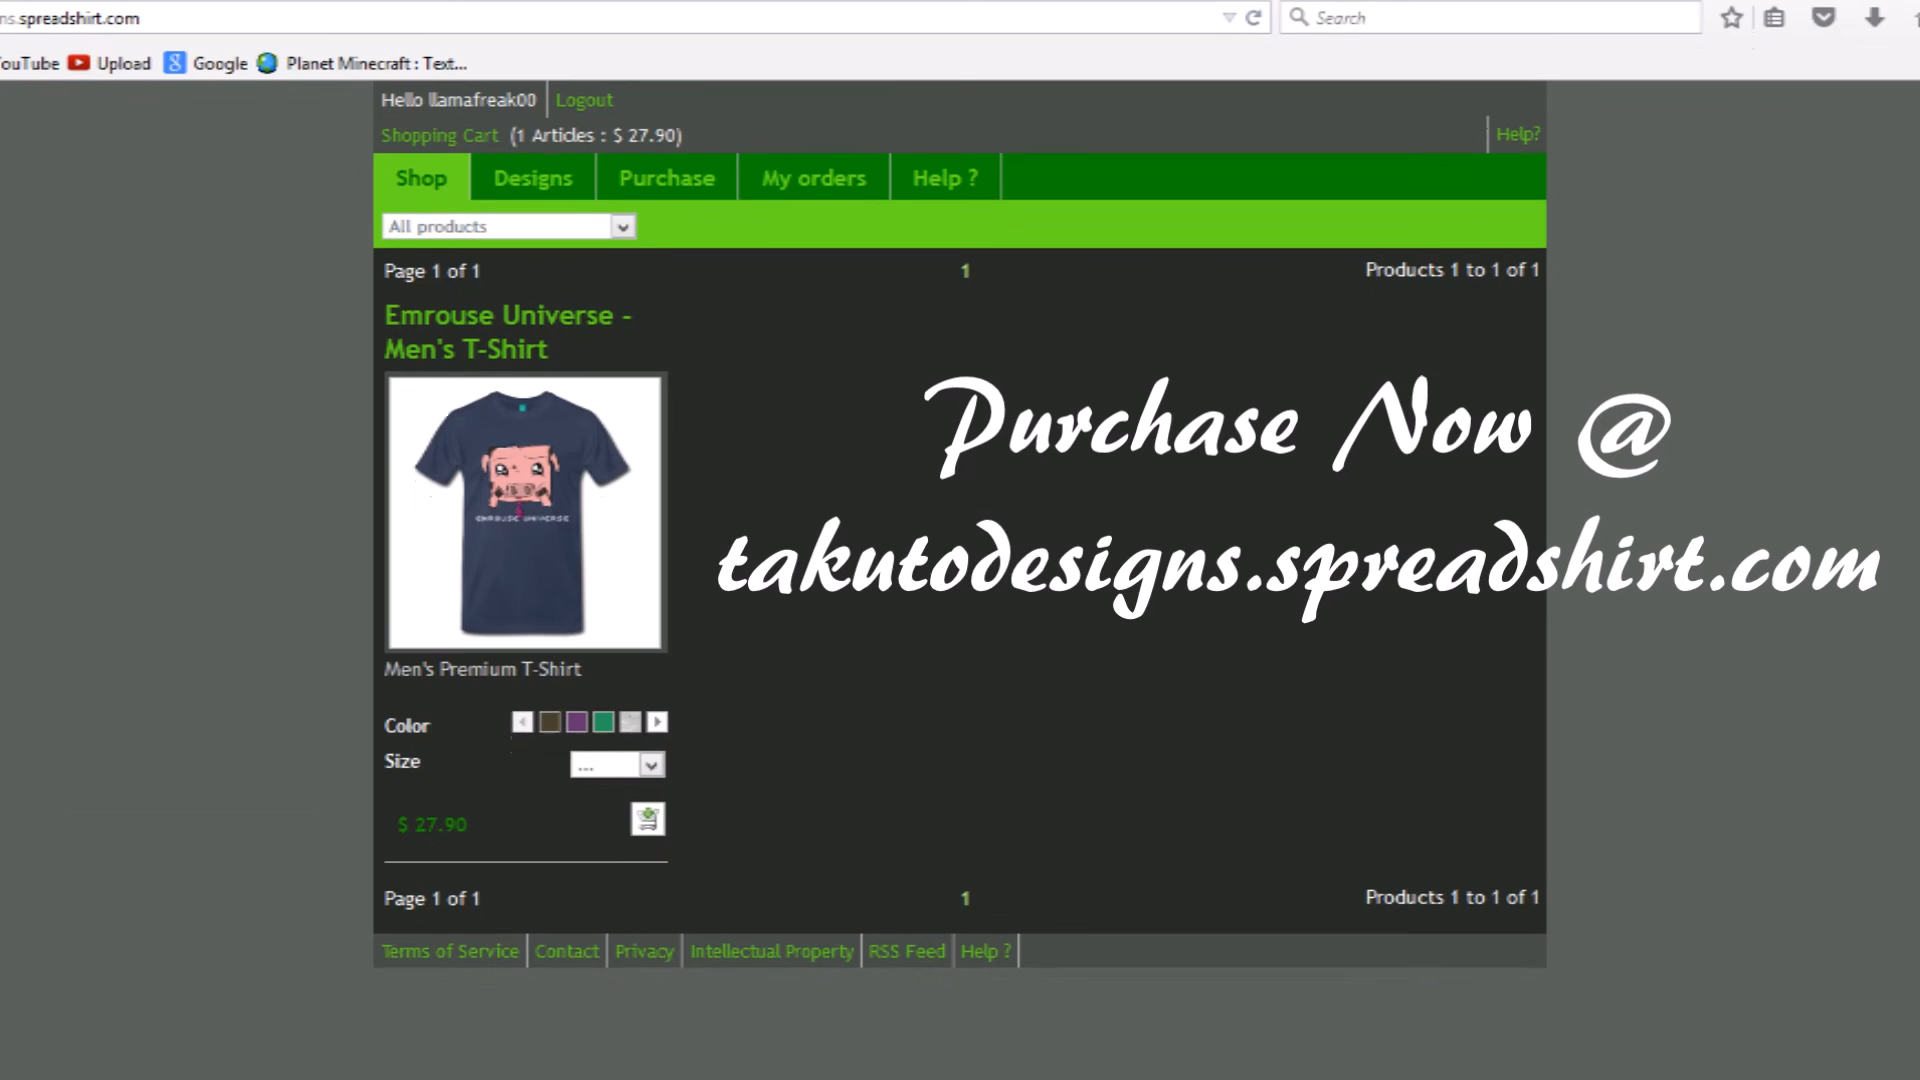 ns.spreadshirt.com
Search
YouTube Upload Google Planet Minecraft : Text...
Hello llamafreak00 Logout
Shopping Cart (1 Articles : $ 27.90) Help?
Shop Designs Purchase My orders Help ?
All products
Page 1 of 1 1 Products 1 to 1 of 1
Emrouse Universe -
Men's T-Shirt
EMROUSE UNIVERSE
Purchase Now @
takutodesigns.spreadshirt.com
Men's Premium T-Shirt
Color
Size ...
$ 27.90
Page 1 of 1 1 Products 1 to 1 of 1
Terms of Service Contact Privacy Intellectual Property RSS Feed Help ?